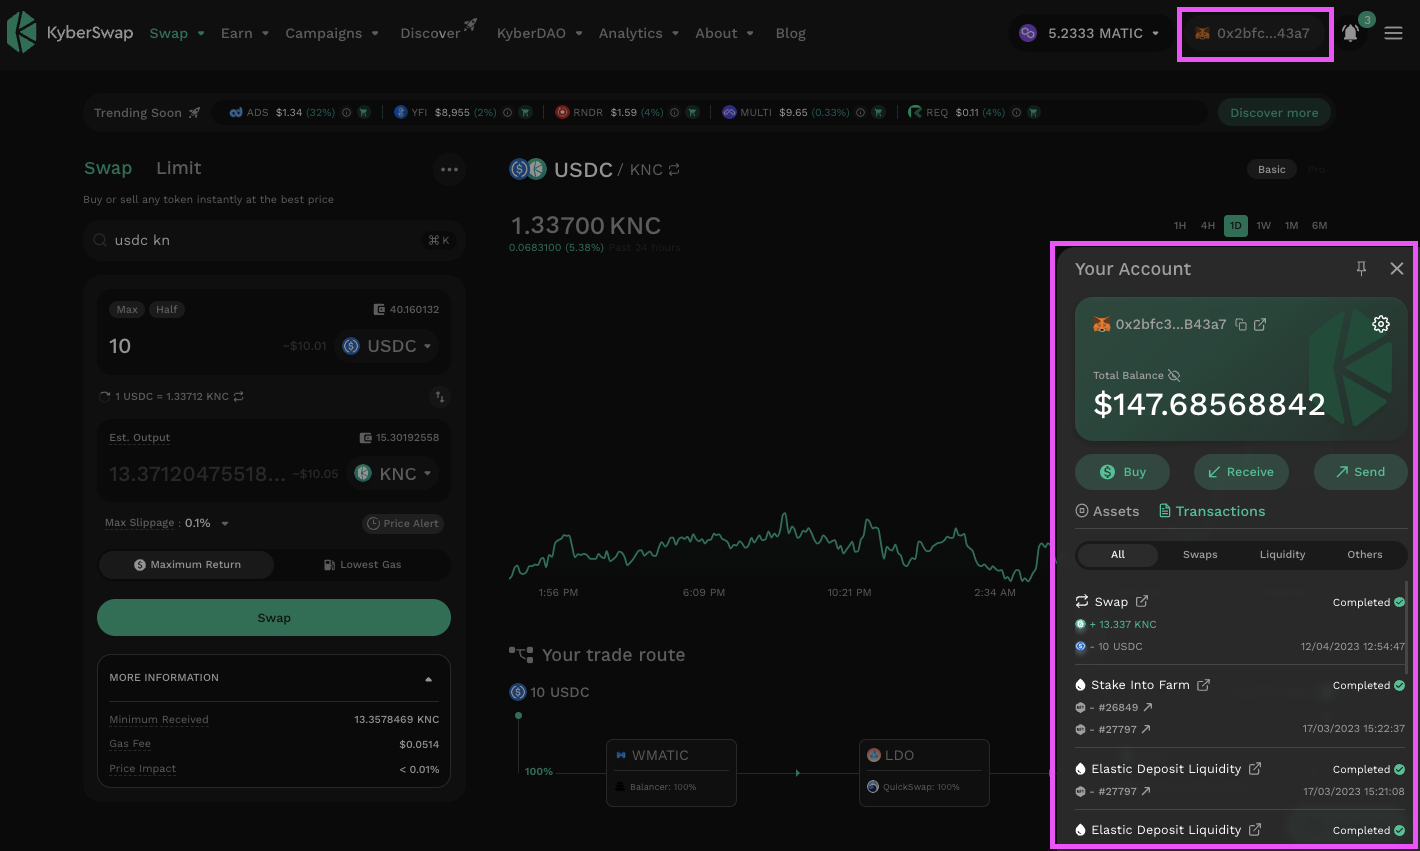 KyberSwap Swap Earn Campaigns Discover KyberDAO Analytics About Blog 5.2333 MATIC 0x2bfc...43a7 3
Trending Soon ADS $1.34 (32%) YFI $8,955 (2%) RNDR $1.59 (4%) MULTI $9.65 (0.33%) REQ $0.11 (4%) Discover more
Swap Limit
Buy or sell any token instantly at the best price
usdc kn ⌘ K
Max Half 40.160132
10 ~$10.01 USDC
1 USDC = 1.33712 KNC
Est. Output 15.30192558
13.37120475518... ~$10.05 KNC
Max Slippage : 0.1% Price Alert
Maximum Return Lowest Gas
Swap
MORE INFORMATION
Minimum Received 13.3578469 KNC
Gas Fee $0.0514
Price Impact < 0.01%
USDC / KNC Basic Pro
1.33700 KNC
0.0683100 (5.38%) Past 24 hours
1H 4H 1D 1W 1M 6M
1:56 PM 6:09 PM 10:21 PM 2:34 AM
Your trade route
10 USDC
100%
WMATIC
Balancer: 100%
LDO
QuickSwap: 100%
Your Account
0x2bfc3...B43a7
Total Balance
$147.68568842
Buy Receive Send
Assets Transactions
All Swaps Liquidity Others
Swap Completed
+ 13.337 KNC
- 10 USDC 12/04/2023 12:54:47
Stake Into Farm Completed
- #26849
- #27797 17/03/2023 15:22:37
Elastic Deposit Liquidity Completed
- #27797 17/03/2023 15:21:08
Elastic Deposit Liquidity Completed